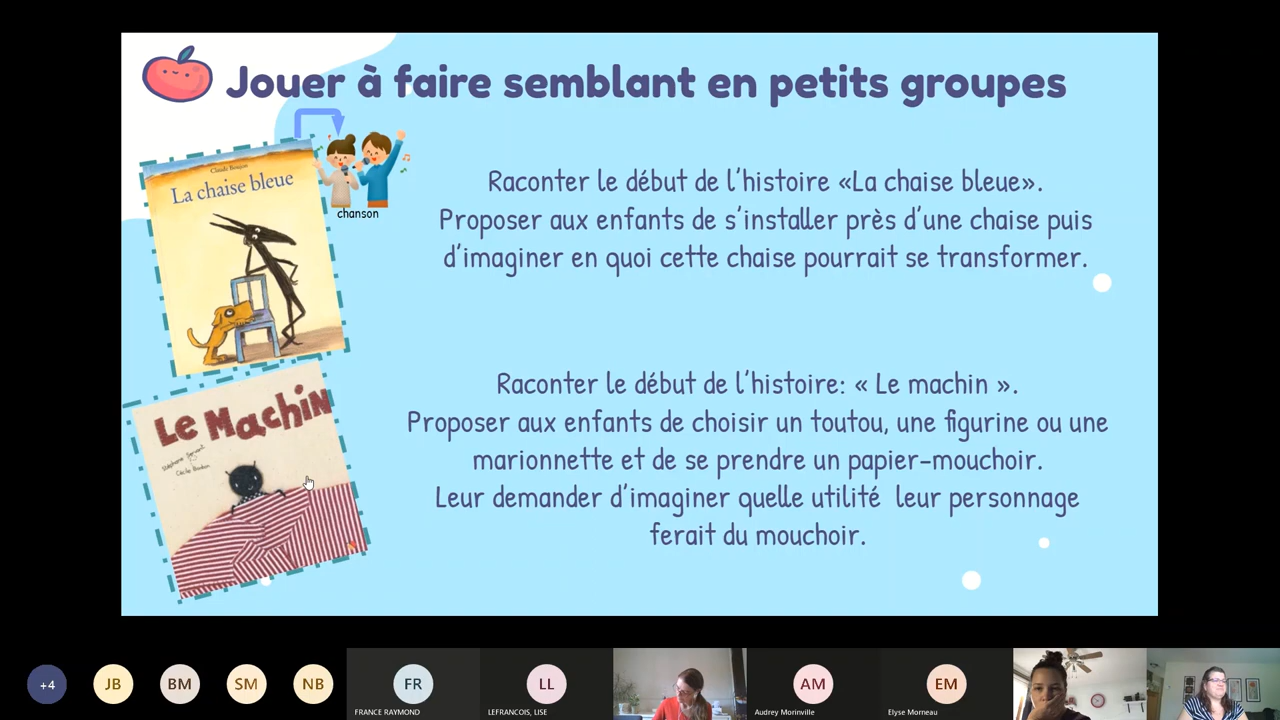 Jouer à faire semblant en petits groupes
Claude Boujon
La chaise bleue
chanson
Raconter le début de l'histoire «La chaise bleue».
Proposer aux enfants de s'installer près d'une chaise puis
d'imaginer en quoi cette chaise pourrait se transformer.
Le Machin
Stéphane Servant
Cécile Bonbon
Raconter le début de l'histoire: « Le machin ».
Proposer aux enfants de choisir un toutou, une figurine ou une
marionnette et de se prendre un papier-mouchoir.
Leur demander d'imaginer quelle utilité leur personnage
ferait du mouchoir.
+4
JB
BM
SM
NB
FR
LL
AM
EM
FRANCE RAYMOND
LEFRANCOIS, LISE
Audrey Morinville
Elyse Morneau